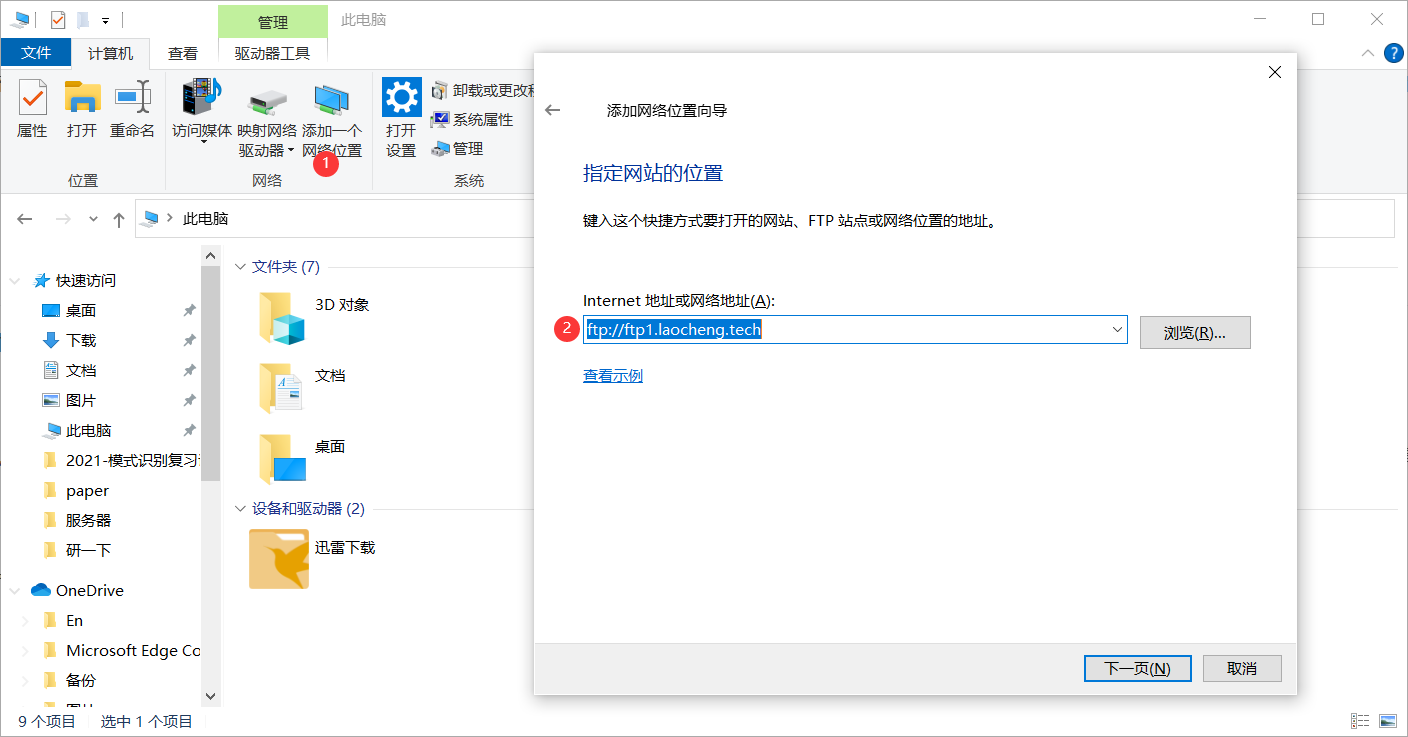 管理
此电脑
文件
计算机
查看
驱动器工具
属性
打开
重命名
位置
访问媒体
映射网络
驱动器
添加一个
网络位置
1
网络
打开
设置
卸载或更改
系统属性
管理
系统
此电脑
快速访问
桌面
下载
文档
图片
此电脑
2021-模式识别复习
paper
服务器
研一下
OneDrive
En
Microsoft Edge Co
备份
文件夹 (7)
3D 对象
文档
桌面
设备和驱动器 (2)
迅雷下载
添加网络位置向导
指定网站的位置
键入这个快捷方式要打开的网站、FTP 站点或网络位置的地址。
Internet 地址或网络地址(A):
2
ftp://ftp1.laocheng.tech
浏览(R)...
查看示例
下一页(N)
取消
9 个项目
选中 1 个项目